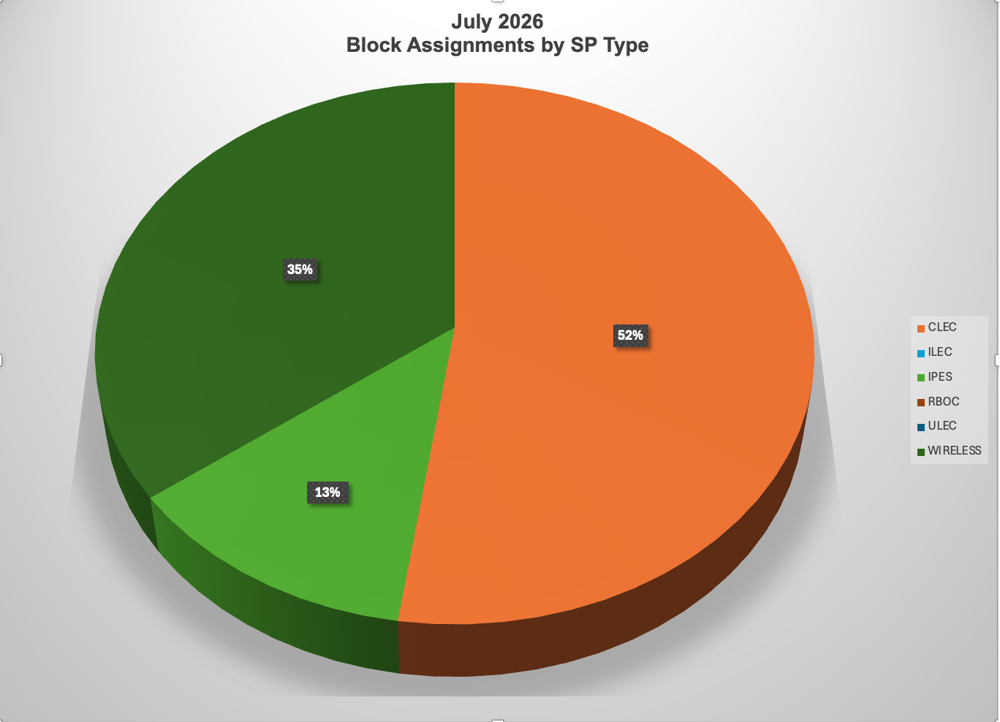 July 2026
Block Assignments by SP Type
35%
52%
13%
CLEC
ILEC
IPES
RBOC
ULEC
WIRELESS